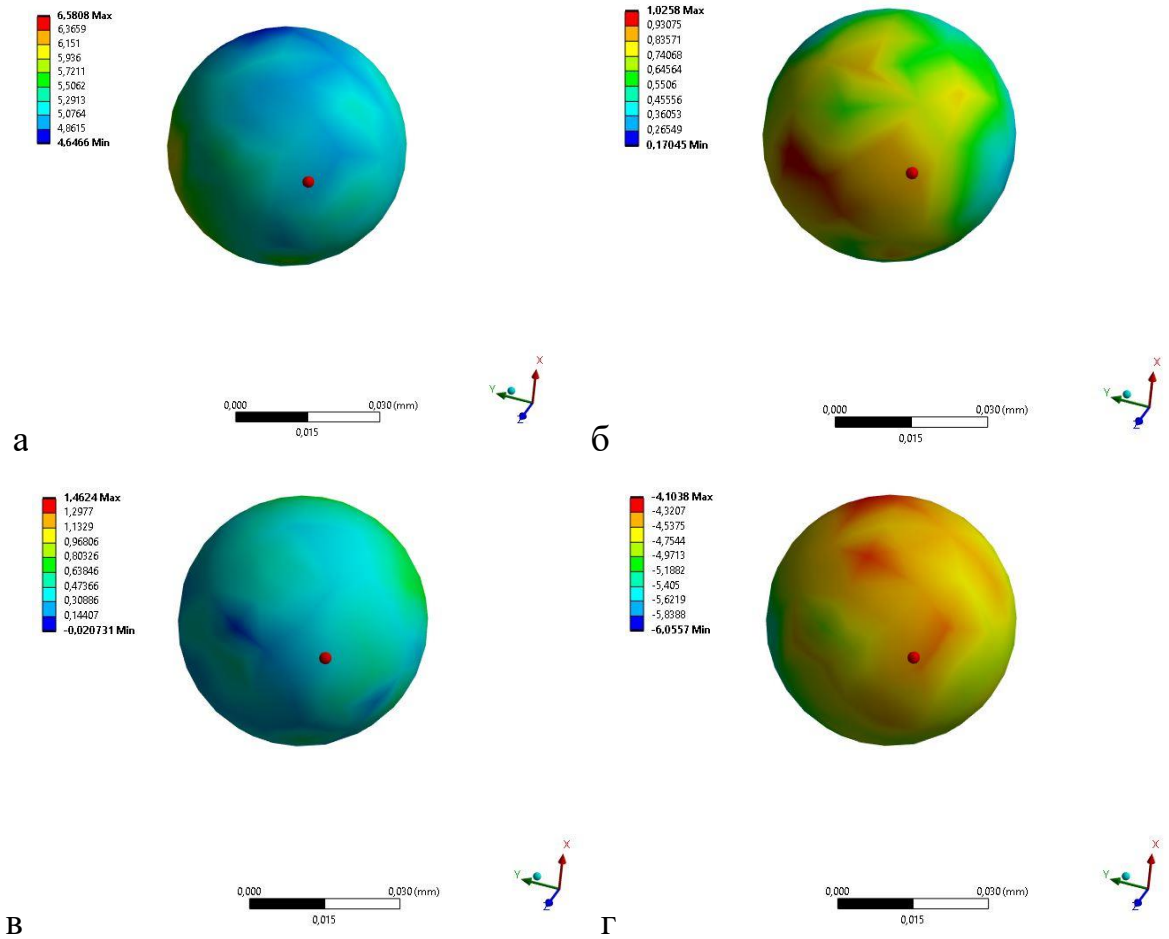 6,5808 Max
6,3659
6,151
5,936
5,7211
5,5062
5,2913
5,0764
4,8615
4,6466 Min
X
Y
Z
0,000
0,030 (mm)
0,015
а
1,0258 Max
0,93075
0,83571
0,74068
0,64564
0,5506
0,45556
0,36053
0,26549
0,17045 Min
X
Y
Z
0,000
0,030 (mm)
0,015
б
1,4624 Max
1,2977
1,1329
0,96806
0,80326
0,63846
0,47366
0,30886
0,14407
-0,020731 Min
X
Y
Z
0,000
0,030 (mm)
0,015
в
-4,1038 Max
-4,3207
-4,5375
-4,7544
-4,9713
-5,1882
-5,405
-5,6219
-5,8388
-6,0557 Min
X
Y
Z
0,000
0,030 (mm)
0,015
г